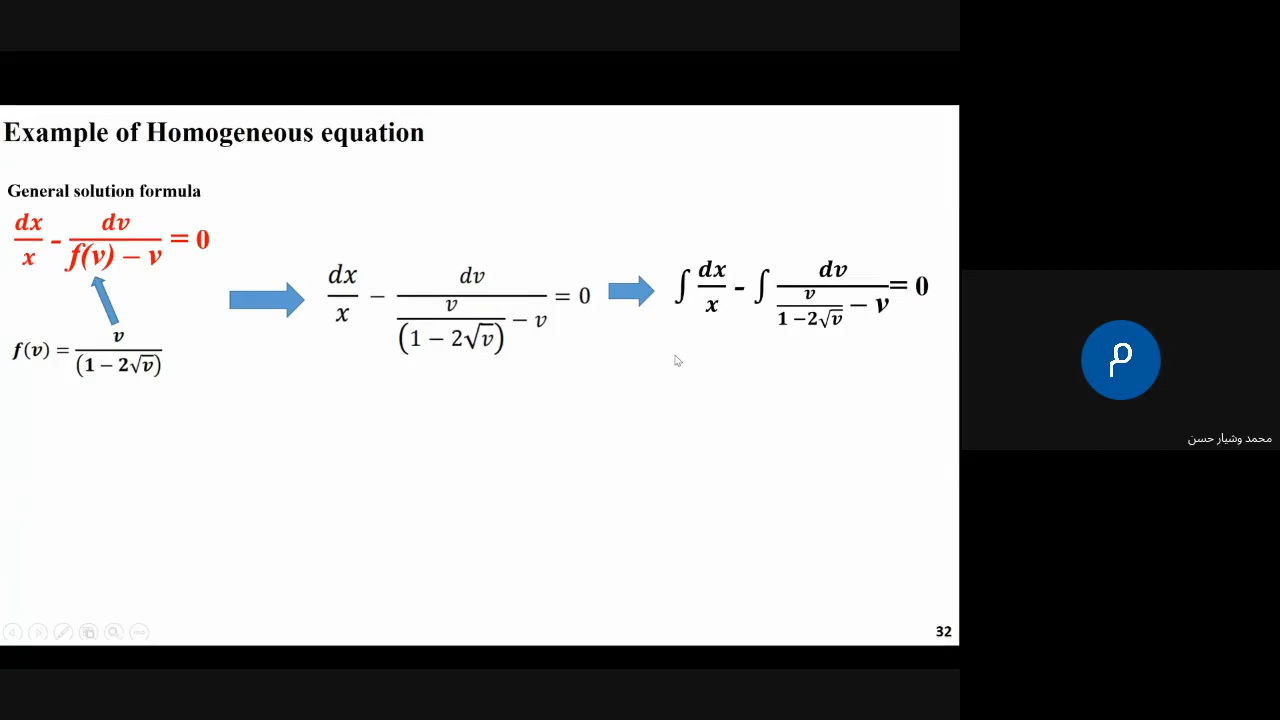 Example of Homogeneous equation
General solution formula
dx/x - dv/(f(v) − v) = 0
f(v) = v/(1 − 2√v)
dx/x − dv/(v/(1 − 2√v) − v) = 0
∫ dx/x - ∫ dv/(v/(1 −2√v) − v) = 0
32
م
محمد وشيار حسن